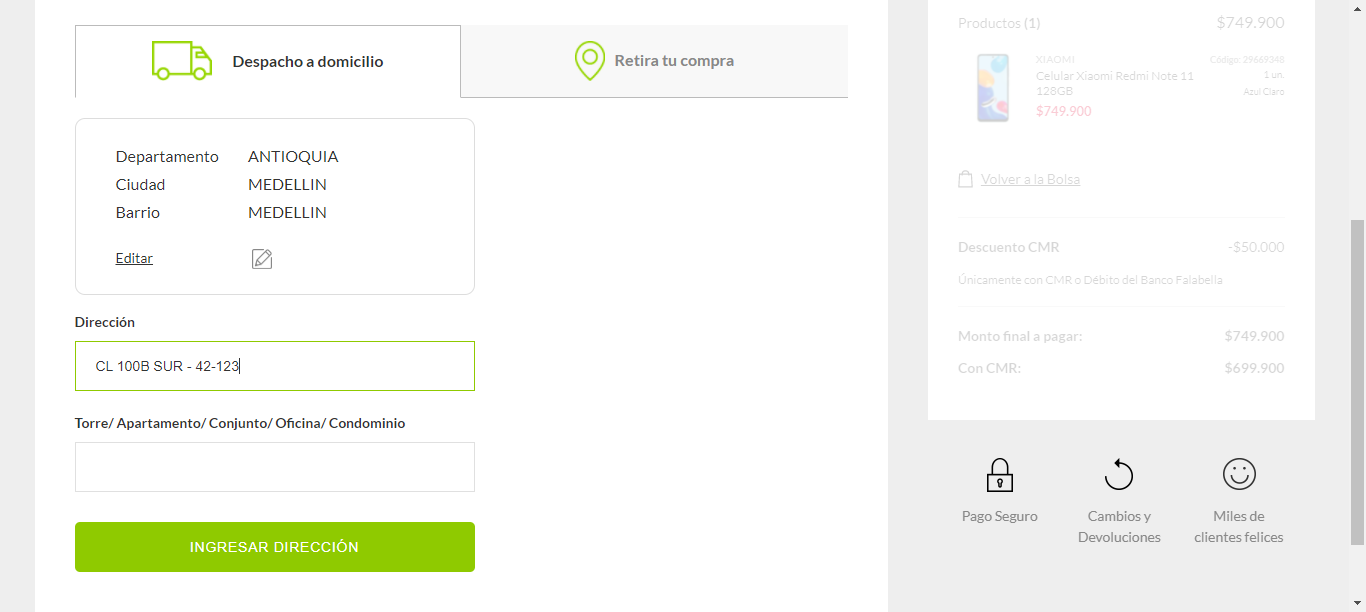 Despacho a domicilio
Retira tu compra
Departamento ANTIOQUIA
Ciudad MEDELLIN
Barrio MEDELLIN
Editar
Dirección
CL 100B SUR - 42-123
Torre/ Apartamento/ Conjunto/ Oficina/ Condominio
INGRESAR DIRECCIÓN
Productos (1) $749.900
XIAOMI Código: 29669348
Celular Xiaomi Redmi Note 11 1 un.
128GB Azul Claro
$749.900
Volver a la Bolsa
Descuento CMR -$50.000
Únicamente con CMR o Débito del Banco Falabella
Monto final a pagar: $749.900
Con CMR: $699.900
Pago Seguro
Cambios y
Devoluciones
Miles de
clientes felices